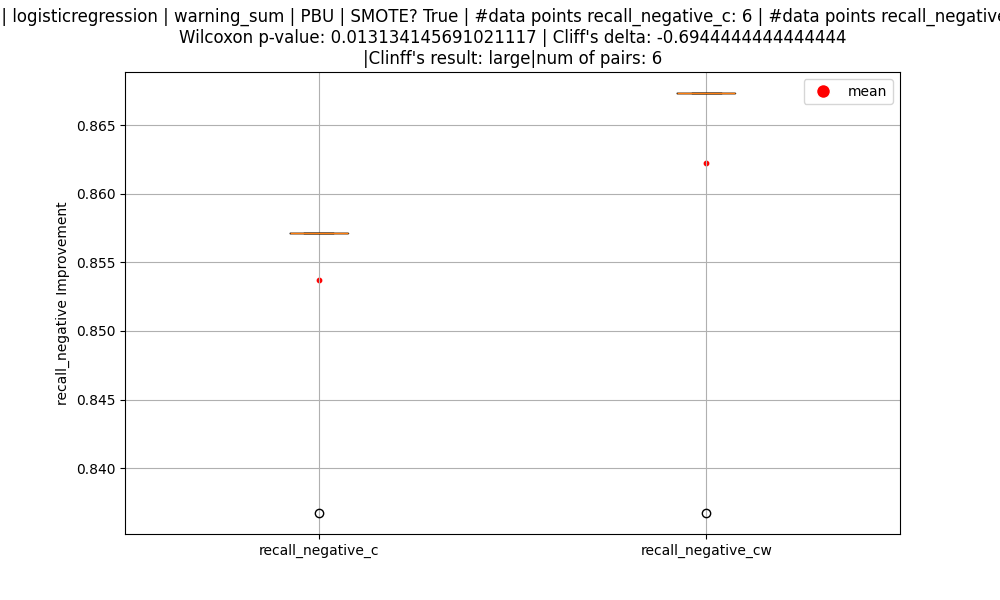 | logisticregression | warning_sum | PBU | SMOTE? True | #data points recall_negative_c: 6 | #data points
Wilcoxon p-value: 0.013134145691021117 | Cliff's delta: -0.6944444444444444
|Clinff's result: large|num of pairs: 6
mean
0.865
0.860
0.855
0.850
0.845
0.840
recall_negative Improvement
recall_negative_c
recall_negative_cw